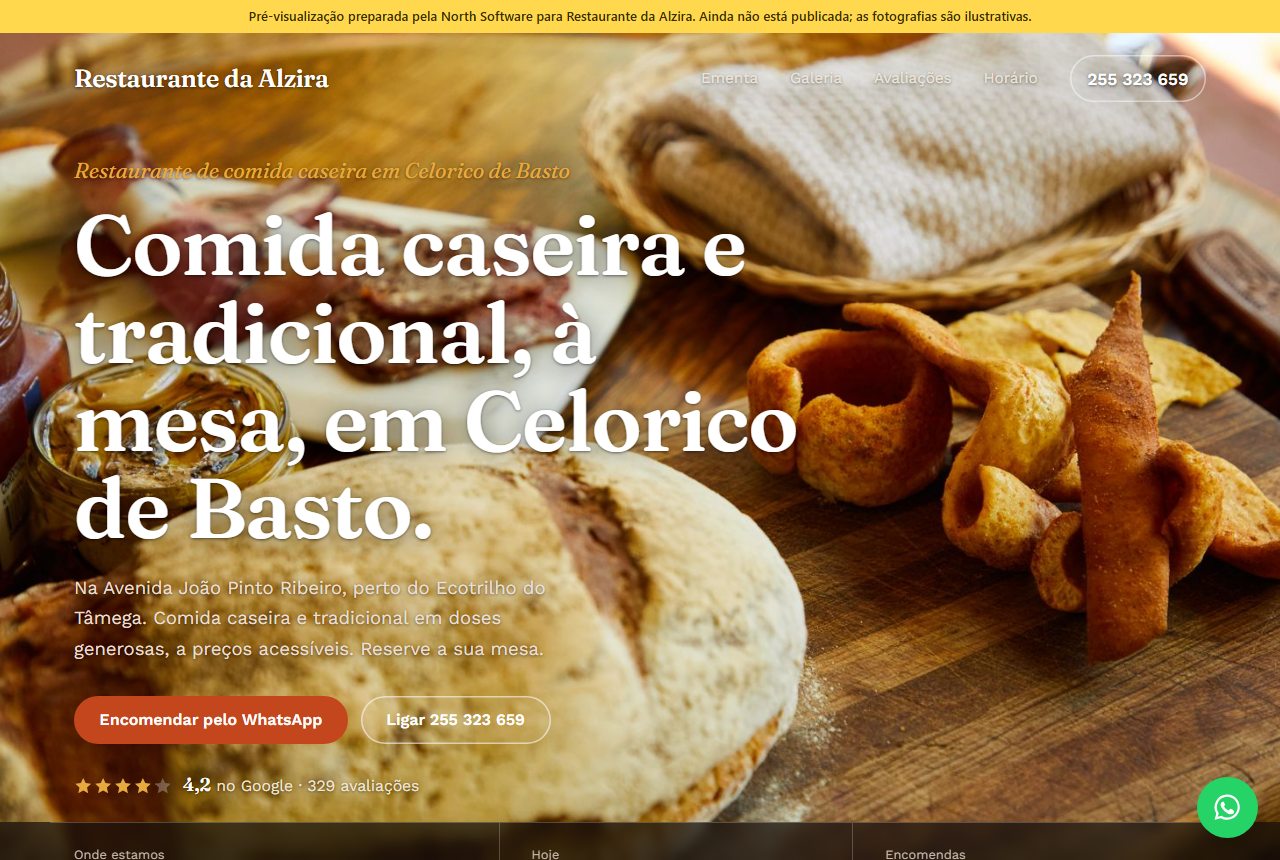 Pré-visualização preparada pela North Software para Restaurante da Alzira. Ainda não está publicada; as fotografias são ilustrativas.
Restaurante da Alzira
Ementa
Galeria
Avaliações
Horário
255 323 659
Restaurante de comida caseira em Celorico de Basto
Comida caseira e
tradicional, à
mesa, em Celorico
de Basto.
Na Avenida João Pinto Ribeiro, perto do Ecotrilho do
Tâmega. Comida caseira e tradicional em doses
generosas, a preços acessíveis. Reserve a sua mesa.
Encomendar pelo WhatsApp
Ligar 255 323 659
4,2 no Google · 329 avaliações
Onde estamos
Hoje
Encomendas